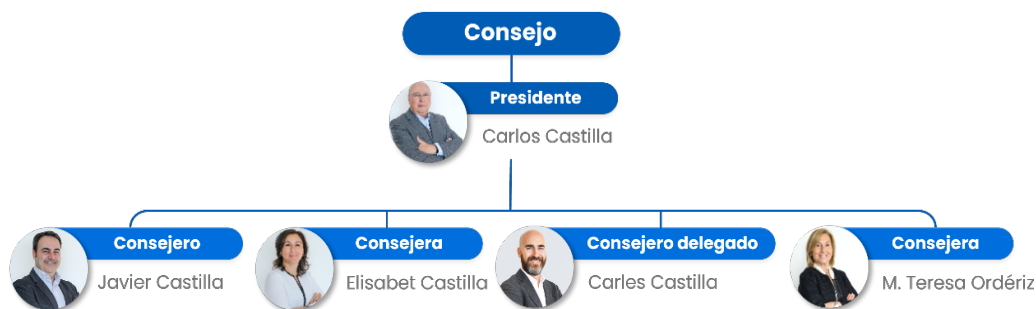 Consejo
Presidente
Carlos Castilla
Consejero
Javier Castilla
Consejera
Elisabet Castilla
Consejero delegado
Carles Castilla
Consejera
M. Teresa Ordériz